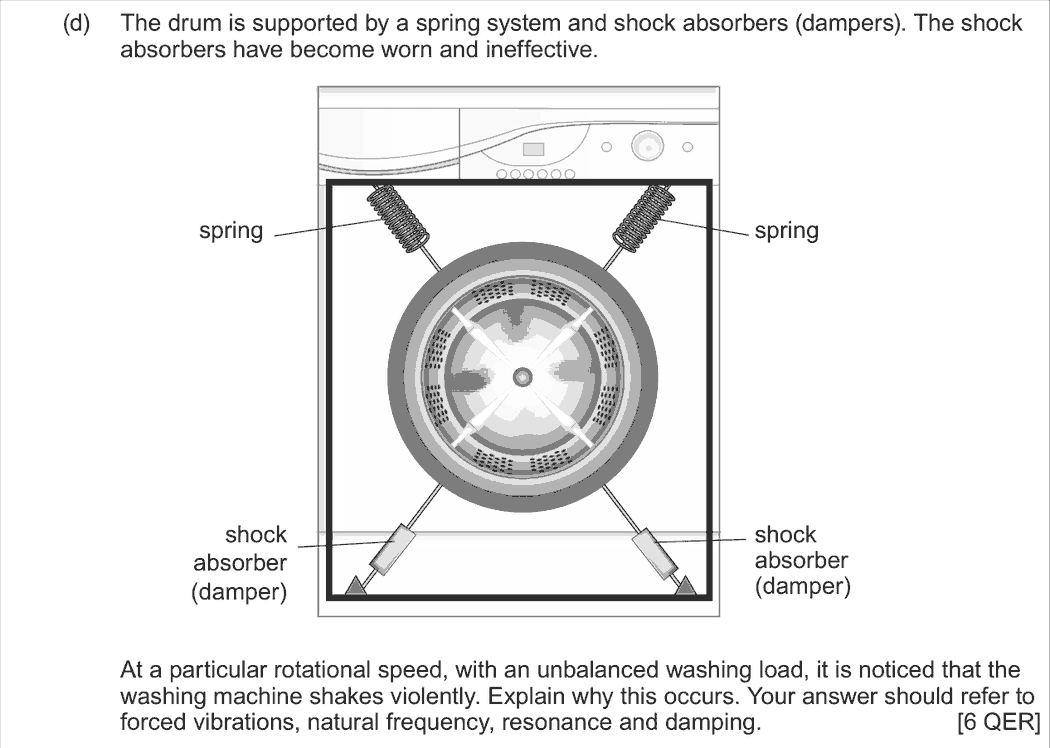 (d) The drum is supported by a spring system and shock absorbers (dampers). The shock
absorbers have become worn and ineffective.
spring
spring
shock
absorber
(damper)
shock
absorber
(damper)
At a particular rotational speed, with an unbalanced washing load, it is noticed that the
washing machine shakes violently. Explain why this occurs. Your answer should refer to
forced vibrations, natural frequency, resonance and damping. [6 QER]